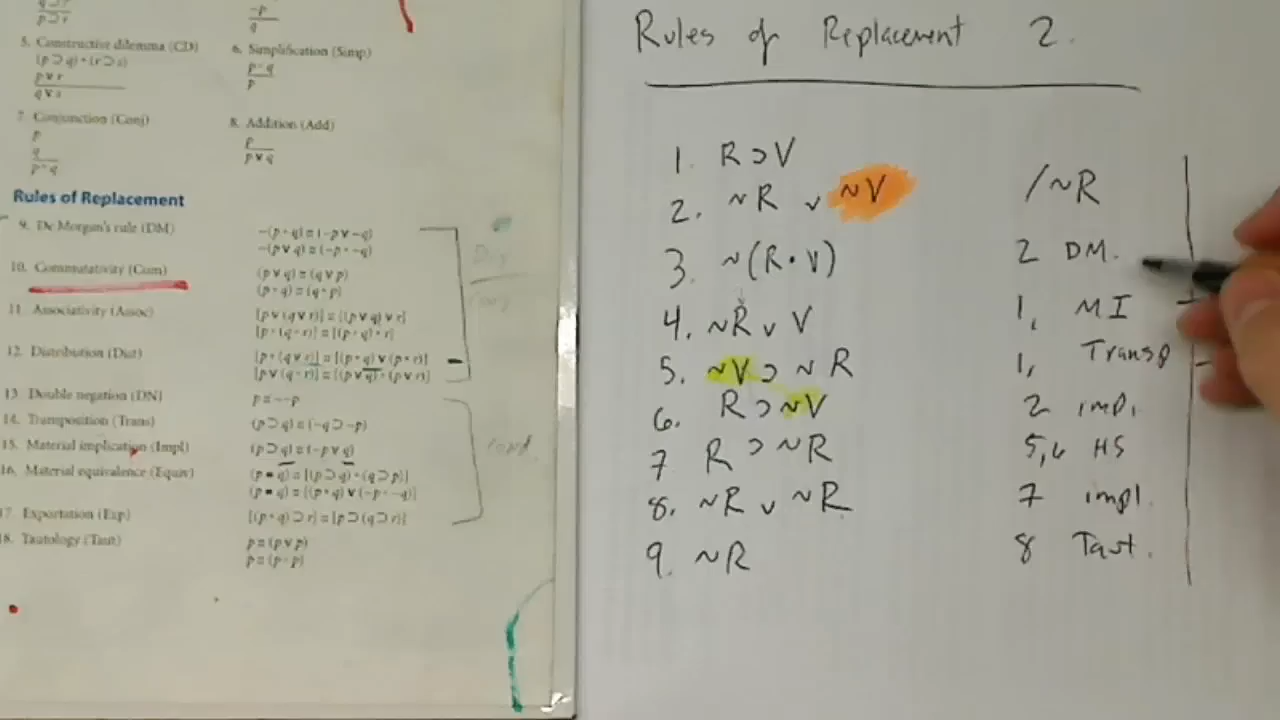 q ⊃ r
p ⊃ r
~p
q
5. Constructive dilemma (CD)
(p ⊃ q) • (r ⊃ s)
p v r
q v s
6. Simplification (Simp)
p • q
p
7. Conjunction (Conj)
p
q
p • q
8. Addition (Add)
p
p v q
Rules of Replacement
9. De Morgan's rule (DM)
~(p • q) ≡ (~p v ~q)
~(p v q) ≡ (~p • ~q)
10. Commutativity (Com)
(p v q) ≡ (q v p)
(p • q) ≡ (q • p)
11. Associativity (Assoc)
[p v (q v r)] ≡ [(p v q) v r]
[p • (q • r)] ≡ [(p • q) • r]
12. Distribution (Dist)
[p • (q v r)] ≡ [(p • q) v (p • r)]
[p v (q • r)] ≡ [(p v q) • (p v r)]
13. Double negation (DN)
p ≡ ~~p
14. Transposition (Trans)
(p ⊃ q) ≡ (~q ⊃ ~p)
15. Material implication (Impl)
(p ⊃ q) ≡ (~p v q)
16. Material equivalence (Equiv)
(p ≡ q) ≡ [(p ⊃ q) • (q ⊃ p)]
(p ≡ q) ≡ [(p • q) v (~p • ~q)]
17. Exportation (Exp)
[(p • q) ⊃ r] ≡ [p ⊃ (q ⊃ r)]
18. Tautology (Taut)
p ≡ (p v p)
p ≡ (p • p)
cond.
Rules of Replacement 2.
1. R ⊃ V
2. ~R v ~V /~R
3. ~(R • V) 2 DM.
4. ~R v V 1, MI
5. ~V ⊃ ~R 1, Transp
6. R ⊃ ~V 2 impl
7 R ⊃ ~R 5,6 HS
8. ~R v ~R 7 impl.
9. ~R 8 Taut.